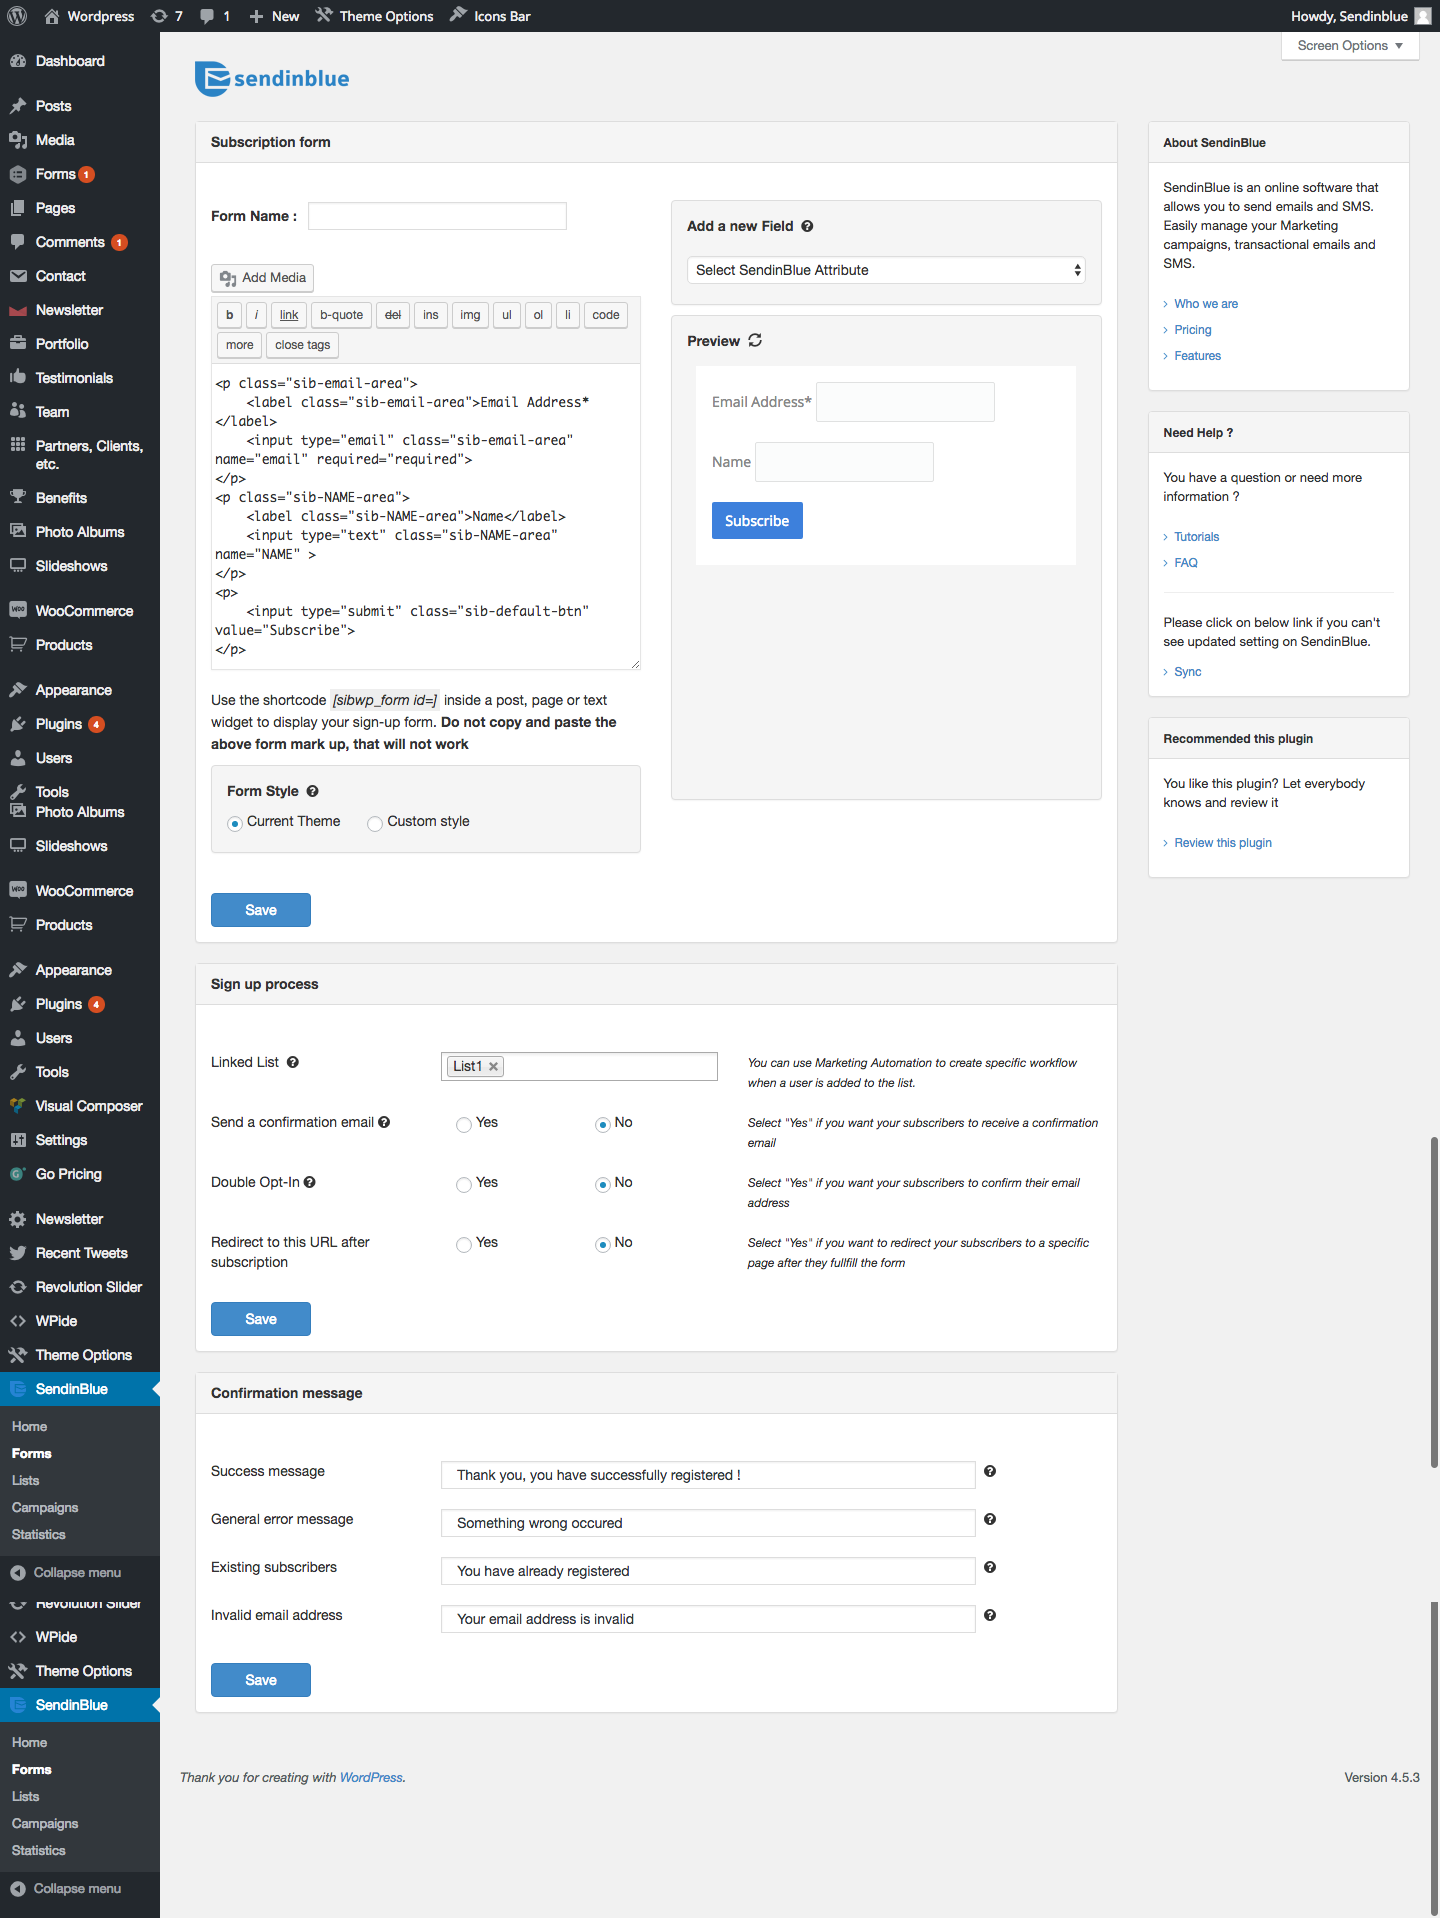 Wordpress 7 1 New Theme Options Icons Bar Howdy, Sendinblue
Screen Options
Dashboard
Posts
Media
Forms 1
Pages
Comments 1
Contact
Newsletter
Portfolio
Testimonials
Team
Partners, Clients,
etc.
Benefits
Photo Albums
Slideshows
WooCommerce
Products
Appearance
Plugins 4
Users
Tools
Photo Albums
Slideshows
WooCommerce
Products
Appearance
Plugins 4
Users
Tools
Visual Composer
Settings
Go Pricing
Newsletter
Recent Tweets
Revolution Slider
WPide
Theme Options
SendinBlue
Home
Forms
Lists
Campaigns
Statistics
Collapse menu
Revolution Slider
WPide
Theme Options
SendinBlue
Home
Forms
Lists
Campaigns
Statistics
Collapse menu
sendinblue
Subscription form
Form Name :
Add Media
b i link b-quote del ins img ul ol li code
more close tags
<p class="sib-email-area">
<label class="sib-email-area">Email Address*
</label>
<input type="email" class="sib-email-area"
name="email" required="required">
</p>
<p class="sib-NAME-area">
<label class="sib-NAME-area">Name</label>
<input type="text" class="sib-NAME-area"
name="NAME" >
</p>
<p>
<input type="submit" class="sib-default-btn"
value="Subscribe">
</p>
Use the shortcode [sibwp_form id=] inside a post, page or text
widget to display your sign-up form. Do not copy and paste the
above form mark up, that will not work
Form Style
Current Theme Custom style
Save
Add a new Field
Select SendinBlue Attribute
Preview
Email Address*
Name
Subscribe
Sign up process
Linked List List1 You can use Marketing Automation to create specific workflow
when a user is added to the list.
Send a confirmation email Yes No Select "Yes" if you want your subscribers to receive a confirmation
email
Double Opt-In Yes No Select "Yes" if you want your subscribers to confirm their email
address
Redirect to this URL after Yes No Select "Yes" if you want to redirect your subscribers to a specific
subscription page after they fullfill the form
Save
Confirmation message
Success message Thank you, you have successfully registered !
General error message Something wrong occured
Existing subscribers You have already registered
Invalid email address Your email address is invalid
Save
About SendinBlue
SendinBlue is an online software that
allows you to send emails and SMS.
Easily manage your Marketing
campaigns, transactional emails and
SMS.
Who we are
Pricing
Features
Need Help ?
You have a question or need more
information ?
Tutorials
FAQ
Please click on below link if you can't
see updated setting on SendinBlue.
Sync
Recommended this plugin
You like this plugin? Let everybody
knows and review it
Review this plugin
Thank you for creating with WordPress. Version 4.5.3